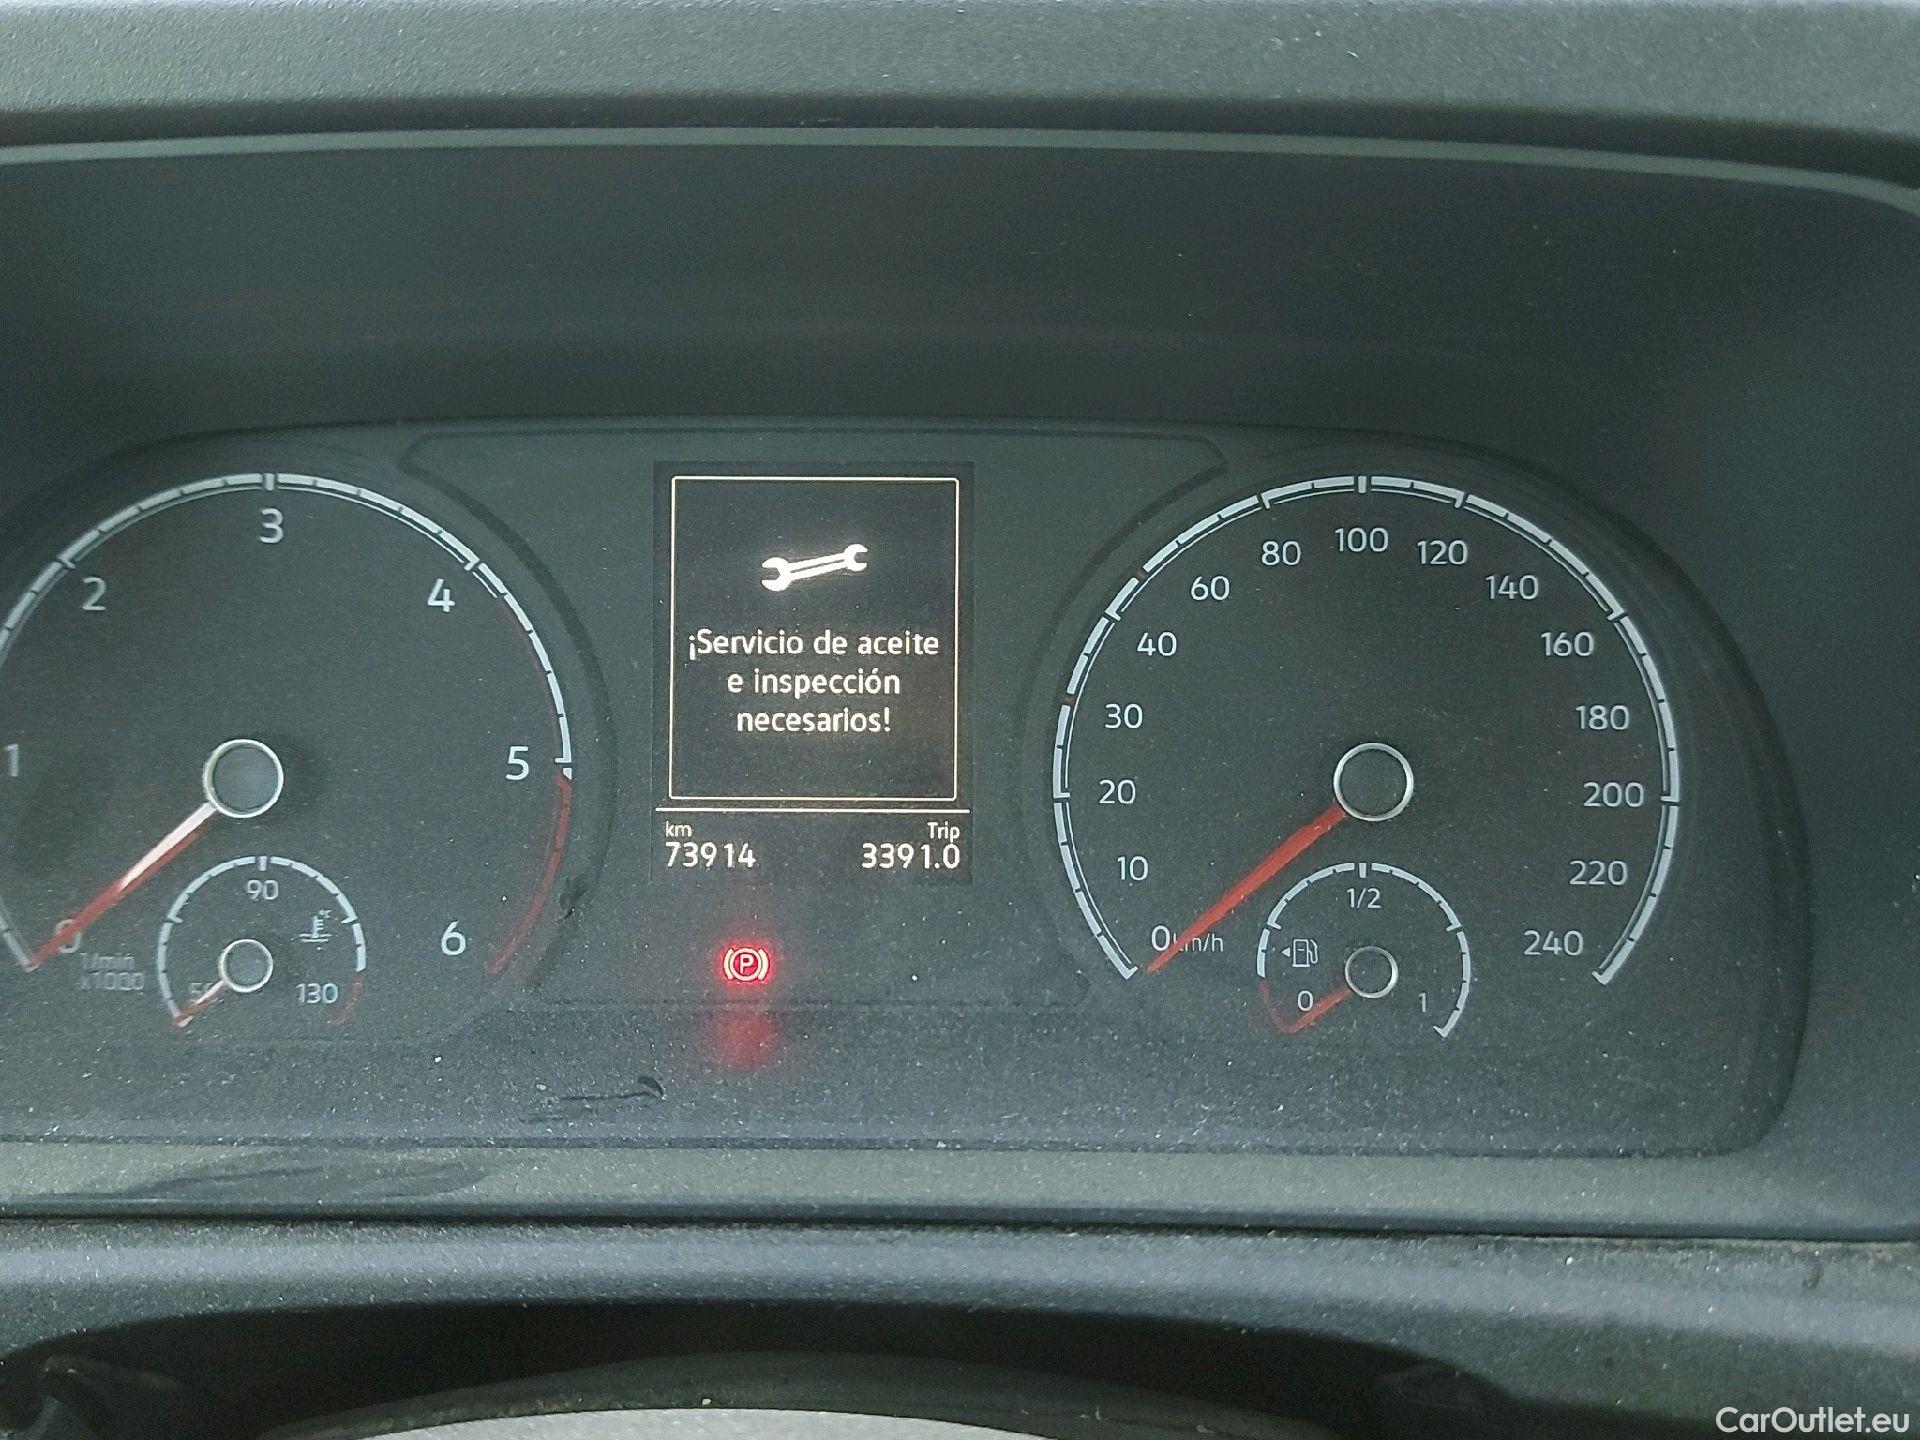 ¡Servicio de aceite
e inspección
necesarios!
km Trip
73914 3391.0
0 1 2 3 4 5 6
1/min
x1000
50 90 130
°C
0 10 20 30 40 60 80 100 120 140 160 180 200 220 240
km/h
0 1/2 1
P
CarOutlet.eu